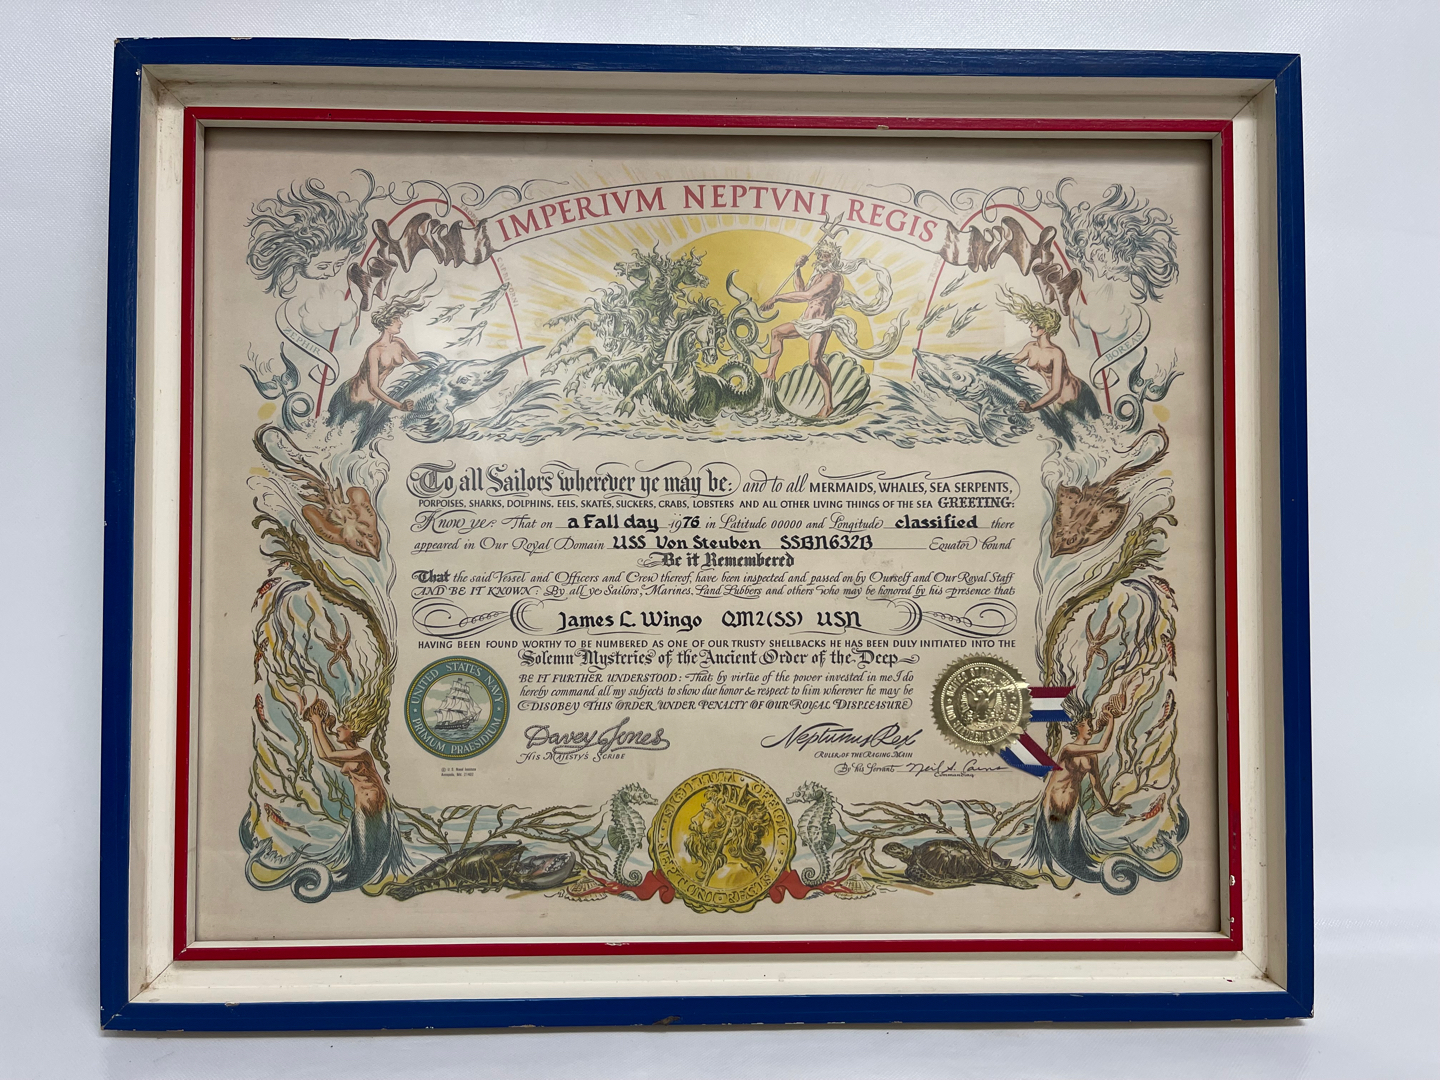 IMPERIVM NEPTVNI REGIS
ZEPHIR
BOREAS
To all Sailors wherever ye may be: and to all MERMAIDS, WHALES, SEA SERPENTS,
PORPOISES, SHARKS, DOLPHINS, EELS, SKATES, SUCKERS, CRABS, LOBSTERS AND ALL OTHER LIVING THINGS OF THE SEA GREETING:
Know ye: That on a Fall day 1976 in Latitude 00000 and Longitude classified there
appeared in Our Royal Domain USS Von Steuben SSBN632B Equator bound
Be it Remembered
That the said Vessel and Officers and Crew thereof, have been inspected and passed on by Ourself and Our Royal Staff
AND BE IT KNOWN: By all ye Sailors, Marines, Land Lubbers and others who may be honored by his presence that
James L. Wingo QM2(SS) USN
HAVING BEEN FOUND WORTHY TO BE NUMBERED AS ONE OF OUR TRUSTY SHELLBACKS HE HAS BEEN DULY INITIATED INTO THE
Solemn Mysteries of the Ancient Order of the Deep
BE IT FURTHER UNDERSTOOD: That by virtue of the power invested in me I do
hereby command all my subjects to show due honor & respect to him wherever he may be
DISOBEY THIS ORDER UNDER PENALTY OF OUR ROYAL DISPLEASURE
UNITED STATES NAVY
PRIMUM PRAESIDIUM
Davey Jones
HIS MAJESTY'S SCRIBE
Neptunus Rex
RULER OF THE RAGING MAIN
By his Servant
Commanding
© U.S. Naval Institute